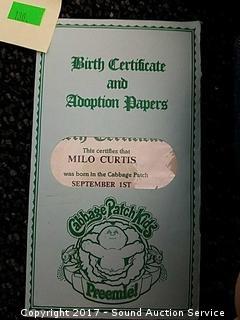 Birth Certificate
and
Adoption Papers
This certifies that
MILO CURTIS
was born in the Cabbage Patch
SEPTEMBER 1ST
Cabbage Patch Kids
Preemie!
Copyright 2017 - Sound Auction Service